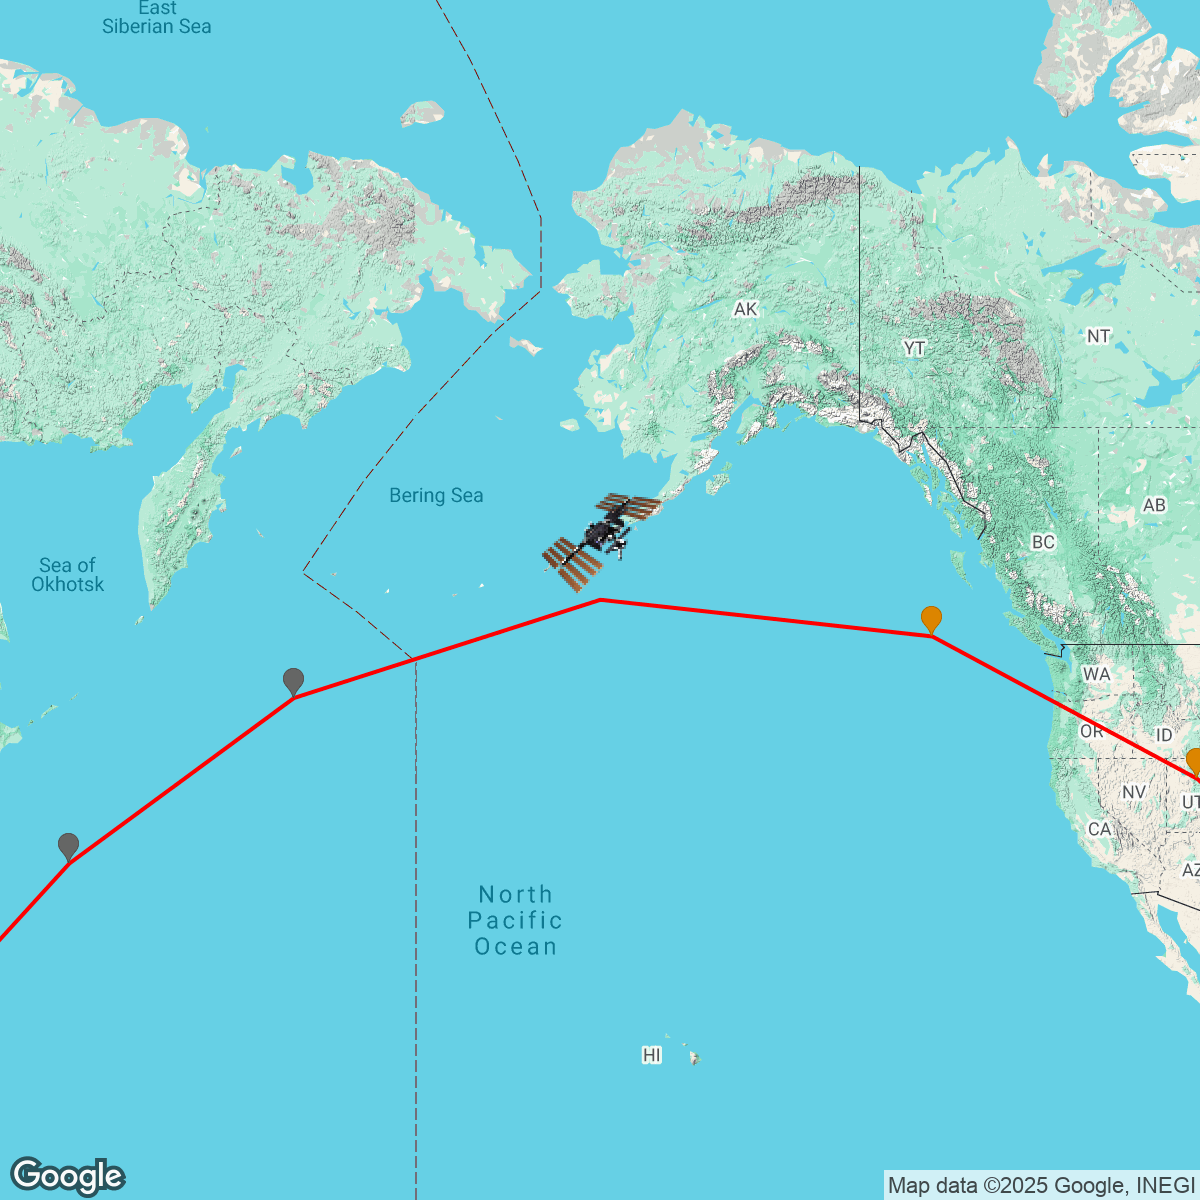 East
Siberian Sea
AK
YT
NT
Bering Sea
AB
BC
Sea of
Okhotsk
WA
OR
ID
NV
UT
CA
AZ
North
Pacific
Ocean
HI
Google
Map data ©2025 Google, INEGI